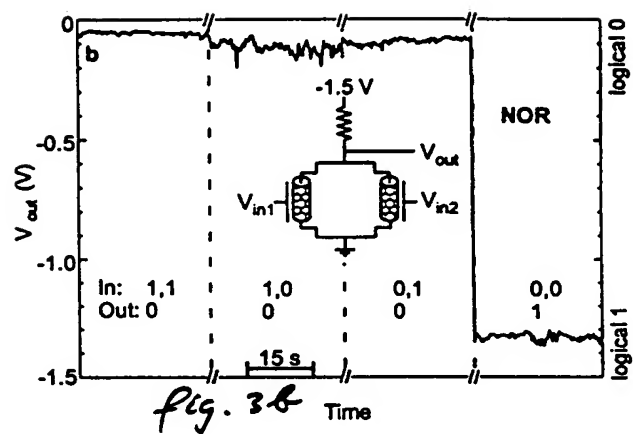 0
b
-0.5
-1.0
-1.5
V_out (V)
-1.5 V
V_out
V_in1
V_in2
NOR
logical 0
logical 1
In: 1,1 1,0 0,1 0,0
Out: 0 0 0 1
15 s
fig. 3b
Time